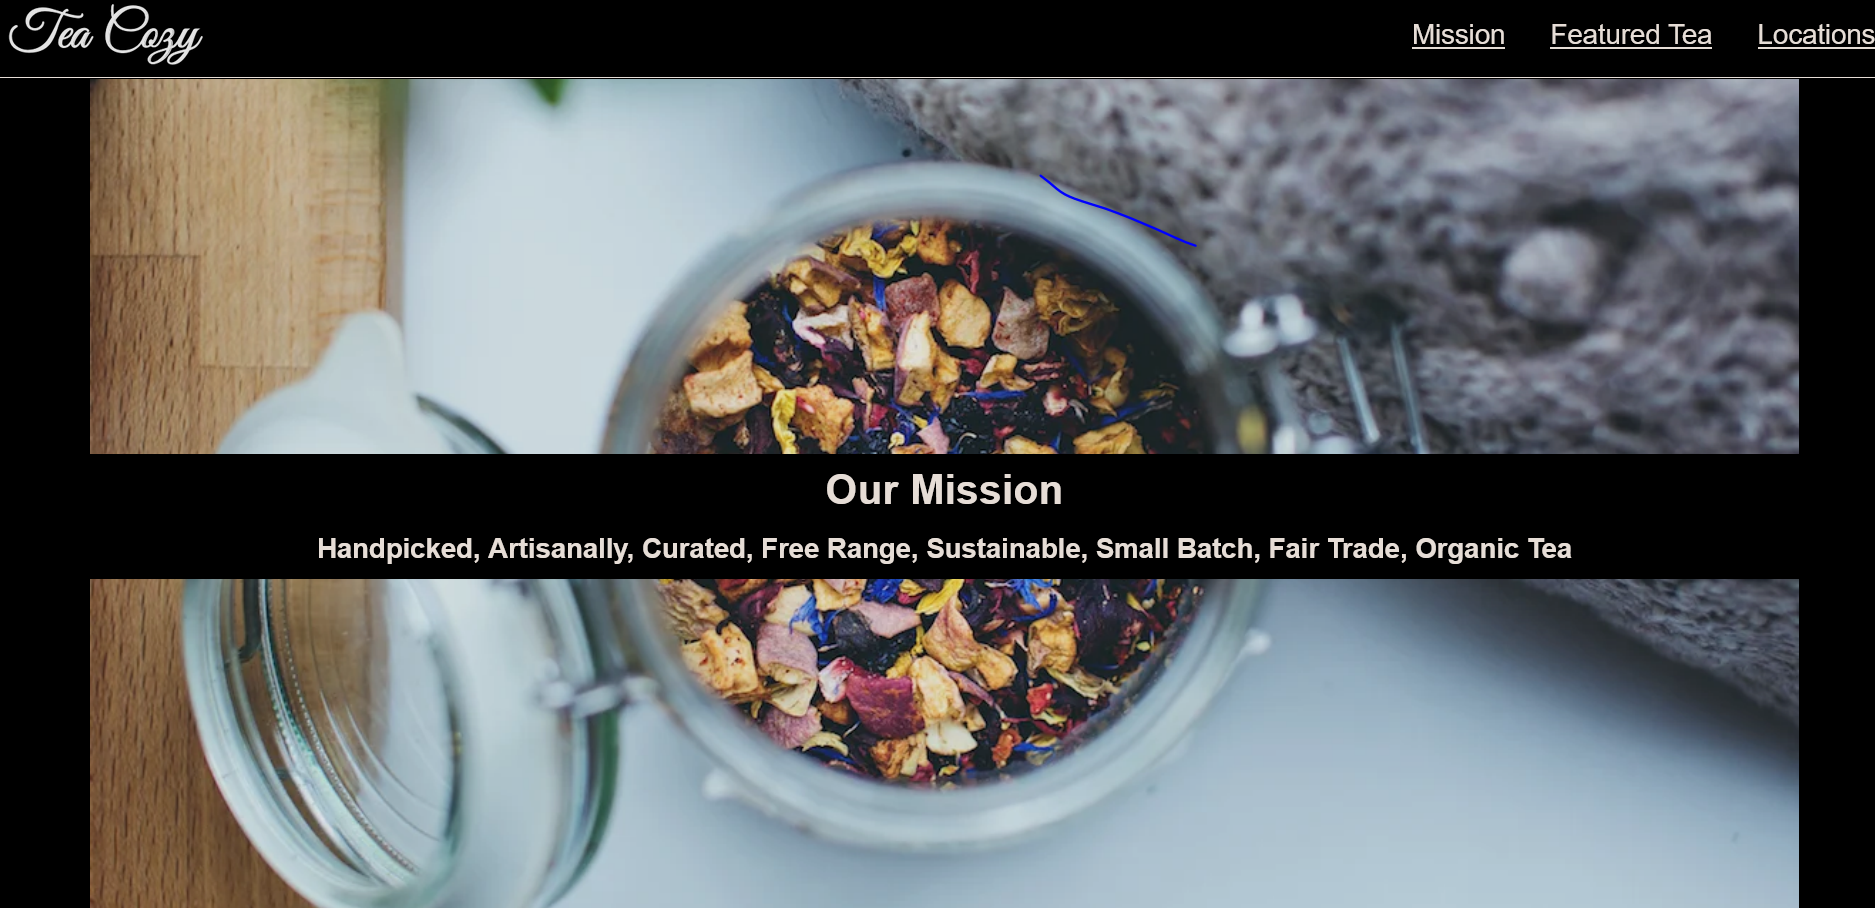 Tea Cozy
Mission Featured Tea Locations
Our Mission
Handpicked, Artisanally, Curated, Free Range, Sustainable, Small Batch, Fair Trade, Organic Tea